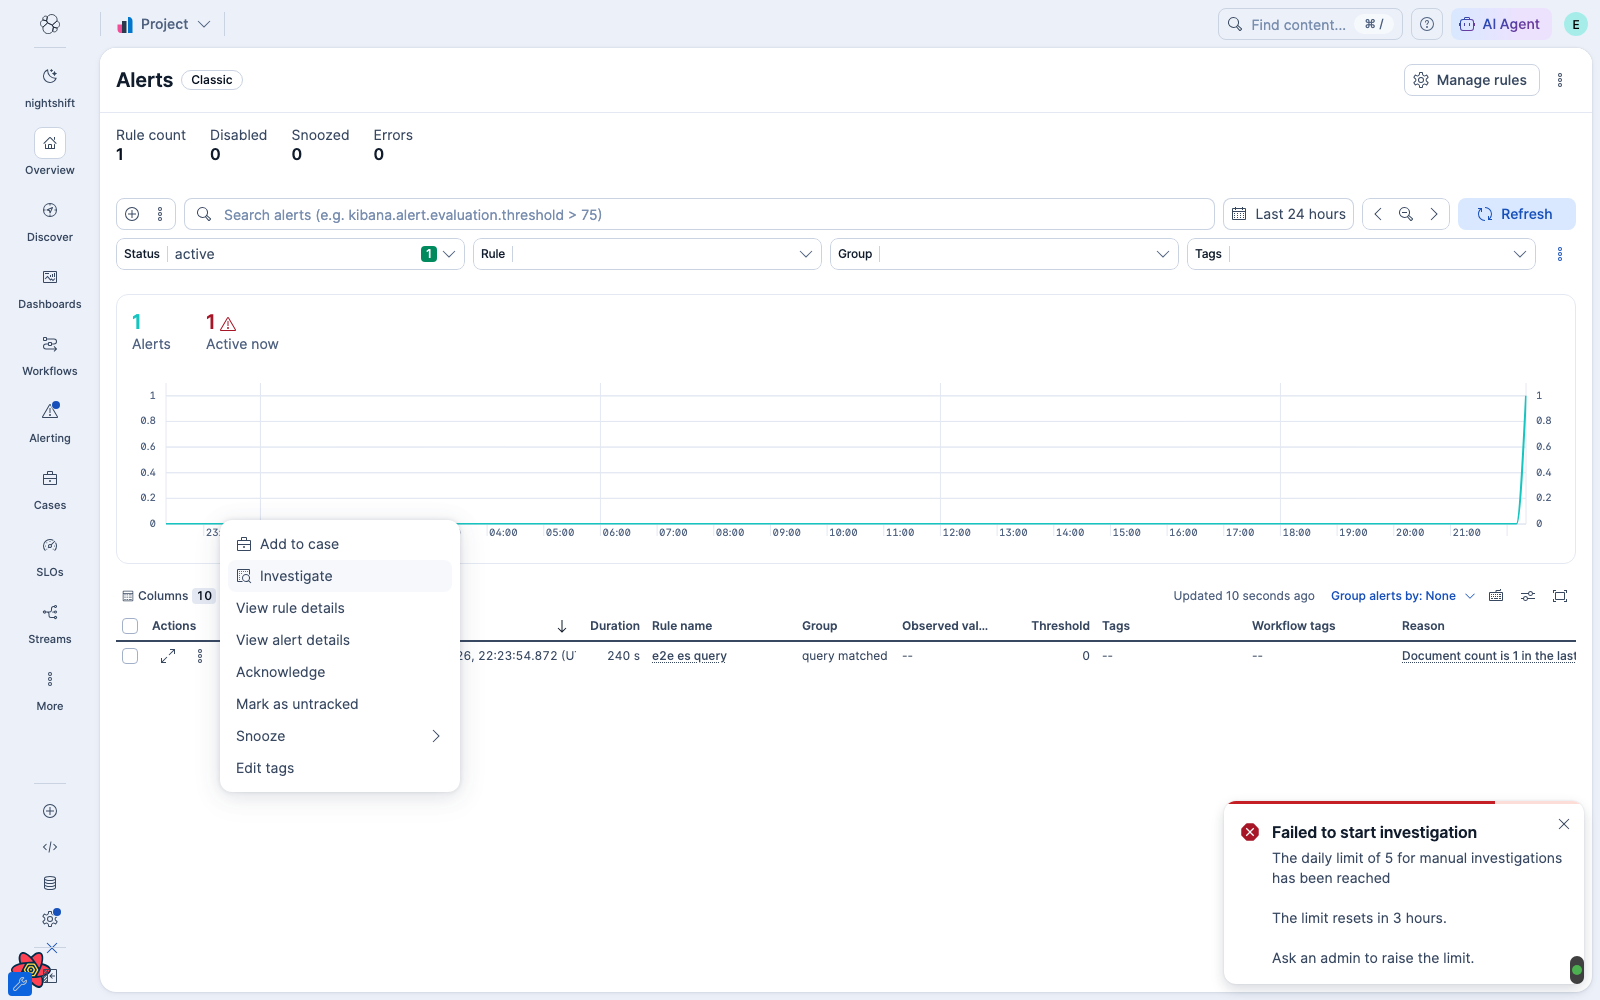 Project
Find content...
⌘ /
AI Agent
E
nightshift
Overview
Discover
Dashboards
Workflows
Alerting
Cases
SLOs
Streams
More
Alerts
Classic
Manage rules
Rule count
1
Disabled
0
Snoozed
0
Errors
0
Search alerts (e.g. kibana.alert.evaluation.threshold > 75)
Last 24 hours
Refresh
Status active 1
Rule
Group
Tags
1
Alerts
1
Active now
1
0.8
0.6
0.4
0.2
0
1
0.8
0.6
0.4
0.2
0
23: 04:00 05:00 06:00 07:00 08:00 09:00 10:00 11:00 12:00 13:00 14:00 15:00 16:00 17:00 18:00 19:00 20:00 21:00
Add to case
Investigate
View rule details
View alert details
Acknowledge
Mark as untracked
Snooze
Edit tags
Columns 10
Updated 10 seconds ago
Group alerts by: None
Actions Duration Rule name Group Observed val... Threshold Tags Workflow tags Reason
26, 22:23:54.872 (U 240 s e2e es query query matched -- 0 -- -- Document count is 1 in the last
Failed to start investigation
The daily limit of 5 for manual investigations
has been reached
The limit resets in 3 hours.
Ask an admin to raise the limit.